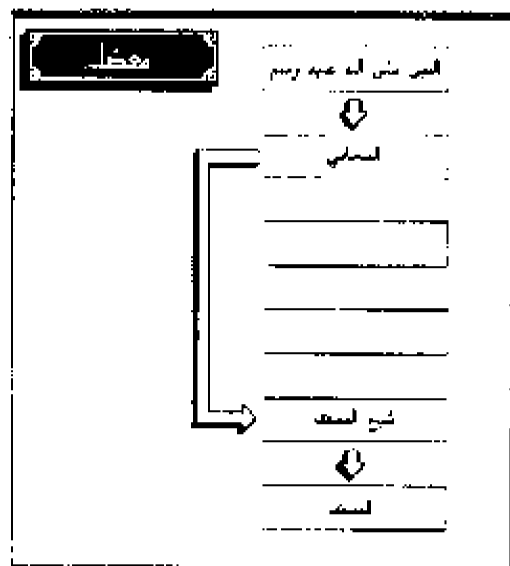 معضل
النبي صلى الله عليه وسلم
الصحابي
شيخ المصنف
المصنف